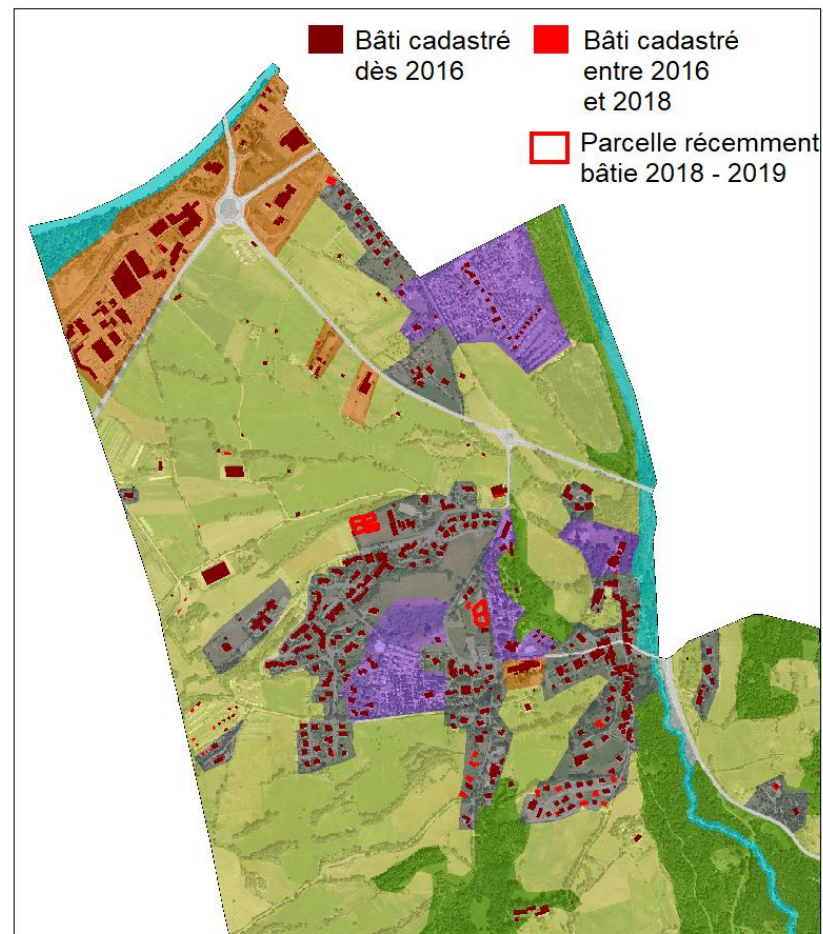 Bâti cadastré
dès 2016
Bâti cadastré
entre 2016
et 2018
Parcelle récemment
bâtie 2018 - 2019